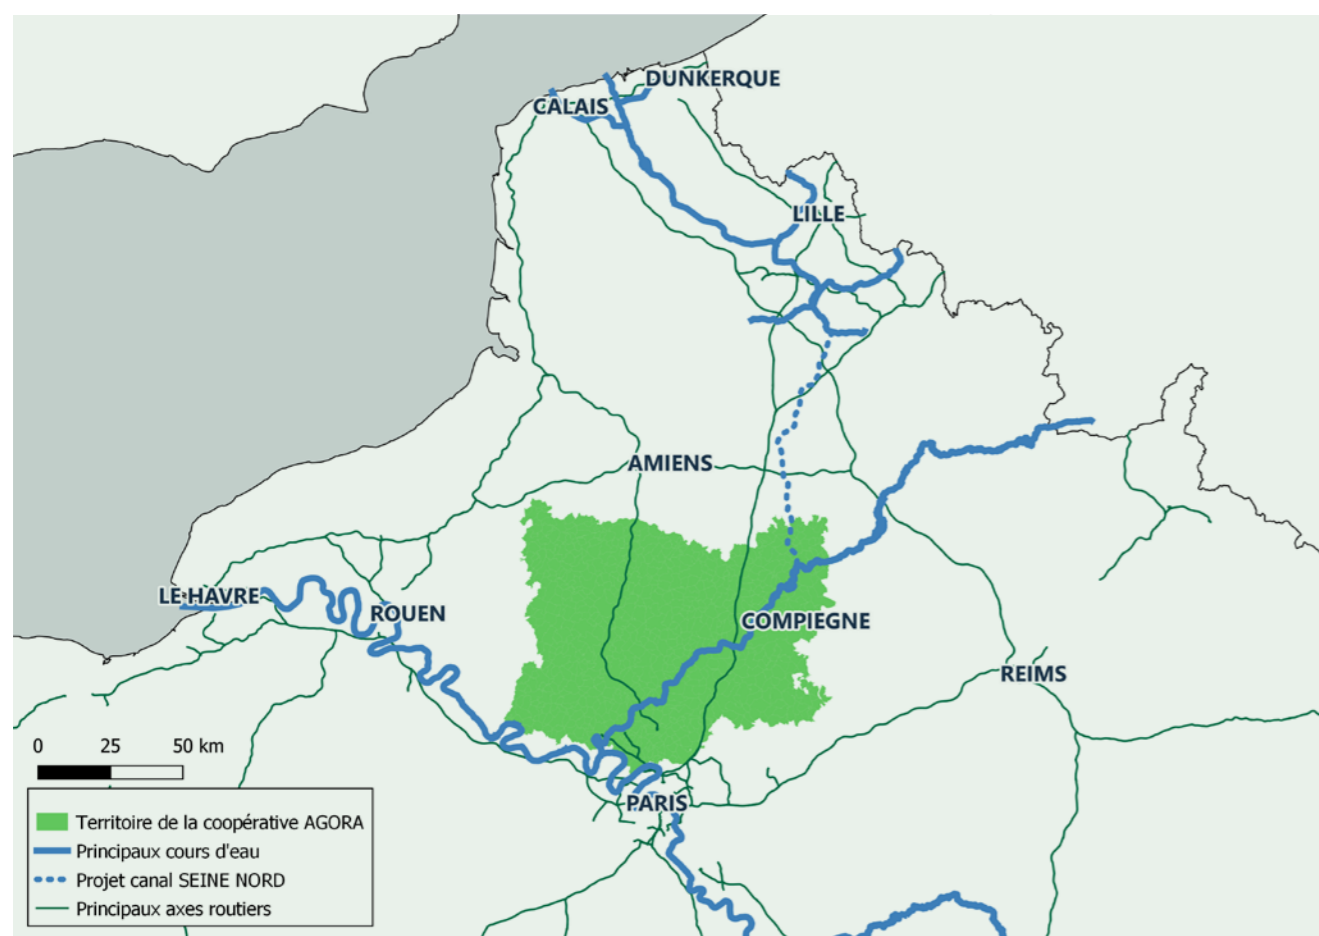 DUNKERQUE
CALAIS
LILLE
AMIENS
LE HAVRE
ROUEN
COMPIEGNE
REIMS
PARIS
0 25 50 km
Territoire de la coopérative AGORA
Principaux cours d'eau
Projet canal SEINE NORD
Principaux axes routiers